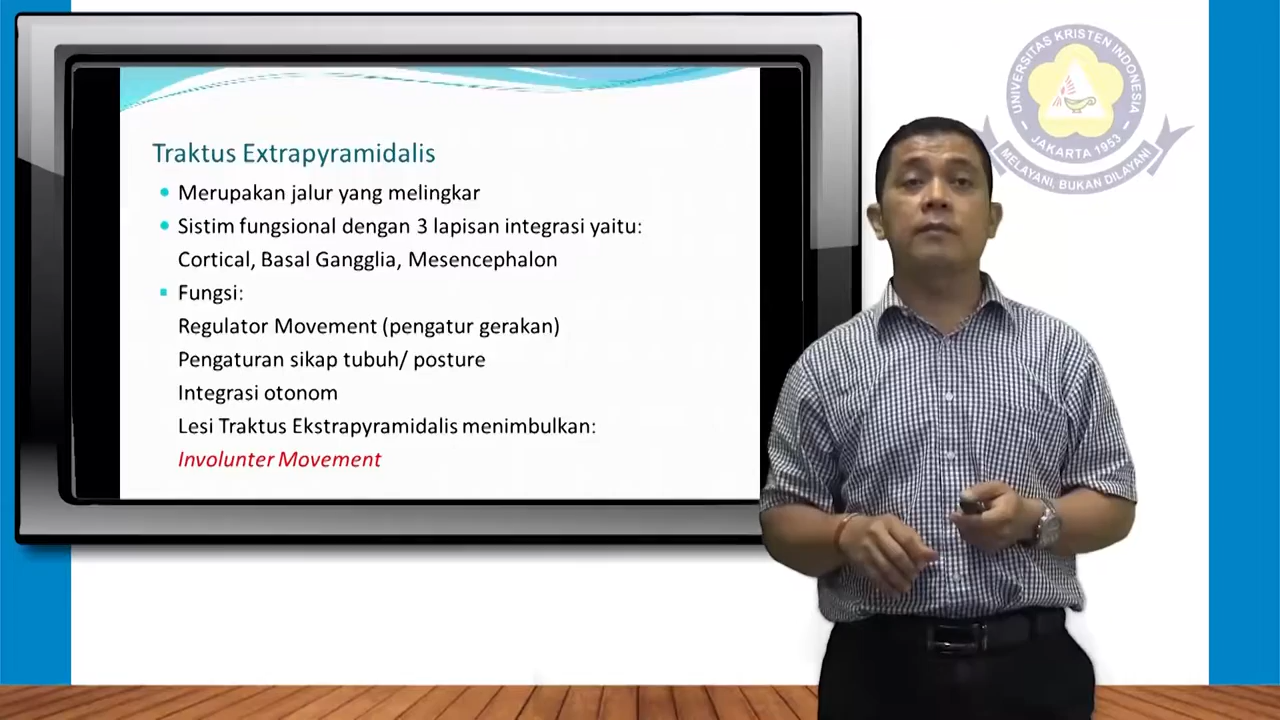 Traktus Extrapyramidalis
Merupakan jalur yang melingkar
Sistim fungsional dengan 3 lapisan integrasi yaitu:
Cortical, Basal Gangglia, Mesencephalon
Fungsi:
Regulator Movement (pengatur gerakan)
Pengaturan sikap tubuh/ posture
Integrasi otonom
Lesi Traktus Ekstrapyramidalis menimbulkan:
Involunter Movement
UNIVERSITAS KRISTEN INDONESIA
- JAKARTA 1953 -
MELAYANI, BUKAN DILAYANI